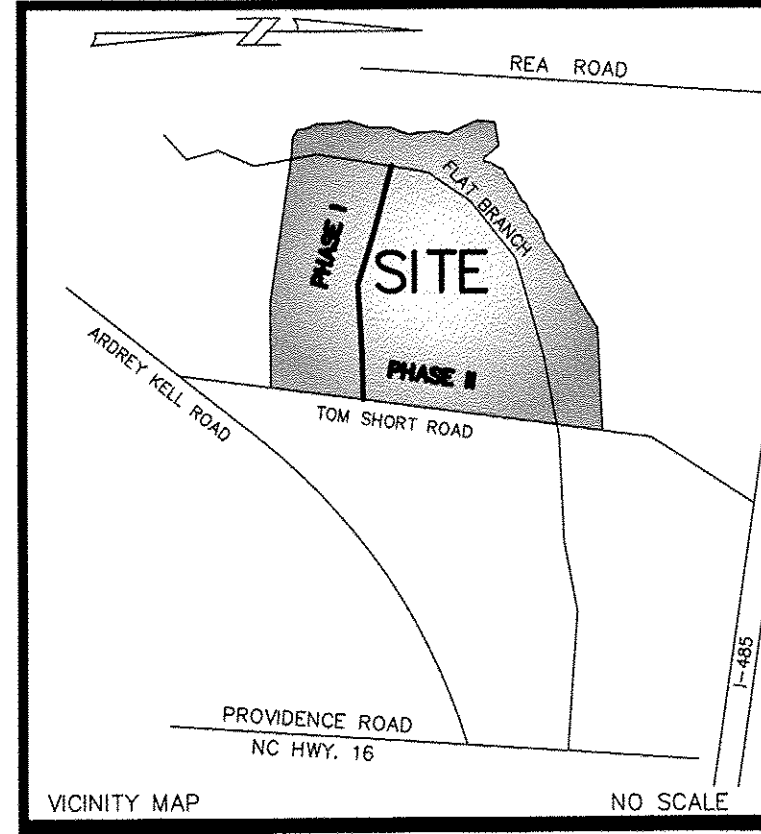 REA ROAD
FLAT BRANCH
PHASE I
SITE
PHASE II
ARDREY KELL ROAD
TOM SHORT ROAD
I-485
PROVIDENCE ROAD
NC HWY. 16
VICINITY MAP
NO SCALE